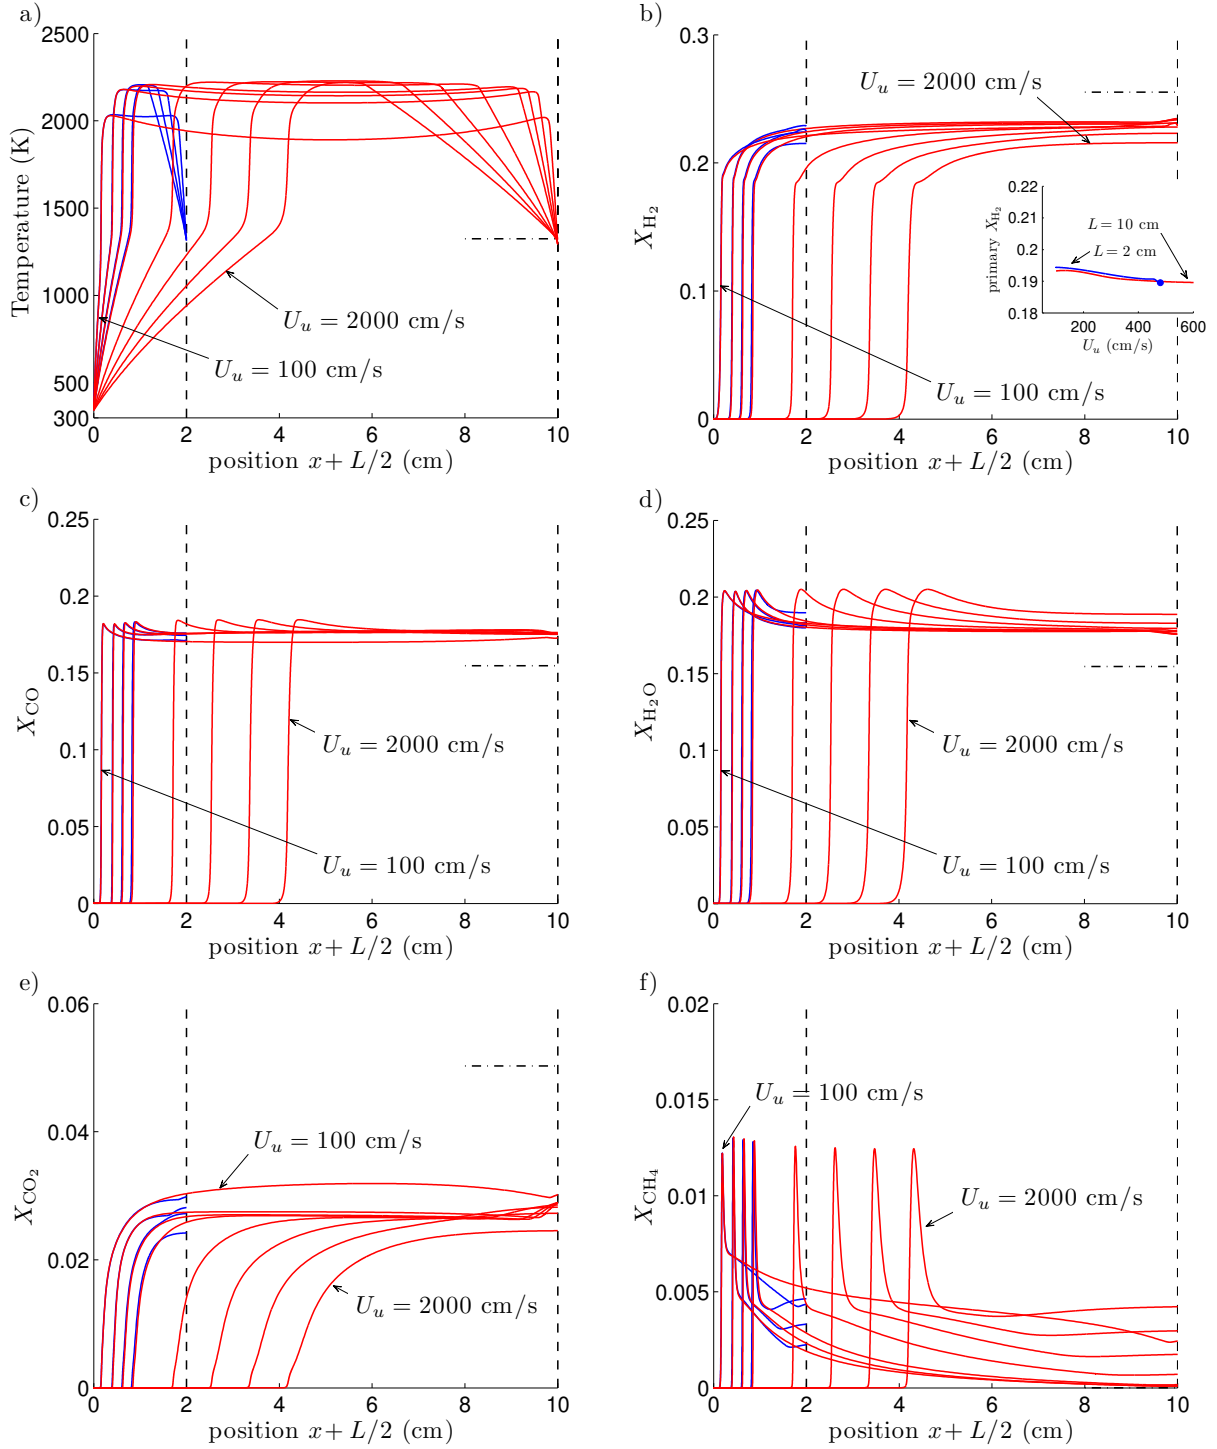 a)
2500
2000
1500
1000
500
300
Temperature (K)
U_u = 2000 cm/s
U_u = 100 cm/s
0 2 4 6 8 10
position x + L/2 (cm)
b)
0.3
0.2
0.1
0
X_H₂
U_u = 2000 cm/s
U_u = 100 cm/s
0.22
0.21
0.2
0.19
0.18
primary X_H₂
L = 10 cm
L = 2 cm
200 400 600
U_u (cm/s)
0 2 4 6 8 10
position x + L/2 (cm)
c)
0.25
0.2
0.15
0.1
0.05
0
X_CO
U_u = 2000 cm/s
U_u = 100 cm/s
0 2 4 6 8 10
position x + L/2 (cm)
d)
0.25
0.2
0.15
0.1
0.05
0
X_H₂O
U_u = 2000 cm/s
U_u = 100 cm/s
0 2 4 6 8 10
position x + L/2 (cm)
e)
0.06
0.04
0.02
0
X_CO₂
U_u = 100 cm/s
U_u = 2000 cm/s
0 2 4 6 8 10
position x + L/2 (cm)
f)
0.02
0.015
0.01
0.005
0
X_CH₄
U_u = 100 cm/s
U_u = 2000 cm/s
0 2 4 6 8 10
position x + L/2 (cm)